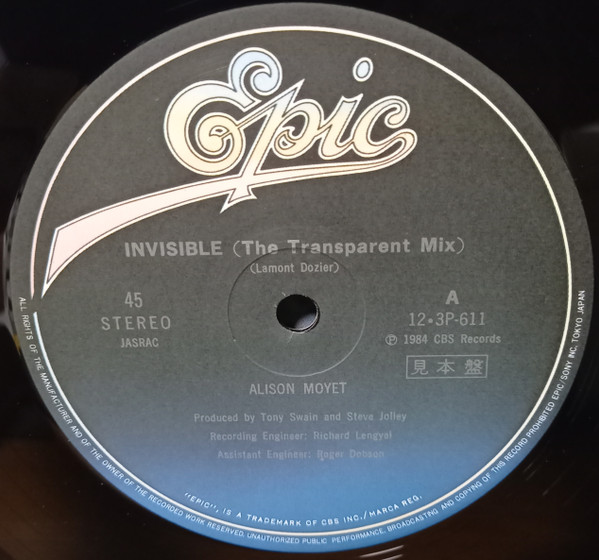 Epic
INVISIBLE (The Transparent Mix)
(Lamont Dozier)
45
STEREO
JASRAC
A
12・3P-611
Ⓟ 1984 CBS Records
見本盤
ALISON MOYET
Produced by Tony Swain and Steve Jolley
Recording Engineer: Richard Lengyel
Assistant Engineer: Roger Dobson
"EPIC", IS A TRADEMARK OF CBS INC./MARCA REG.
ALL RIGHTS OF THE MANUFACTURER AND OF THE OWNER OF THE RECORDED WORK RESERVED. UNAUTHORIZED PUBLIC PERFORMANCE, BROADCASTING AND COPYING OF THIS RECORD PROHIBITED EPIC/SONY INC. TOKYO JAPAN